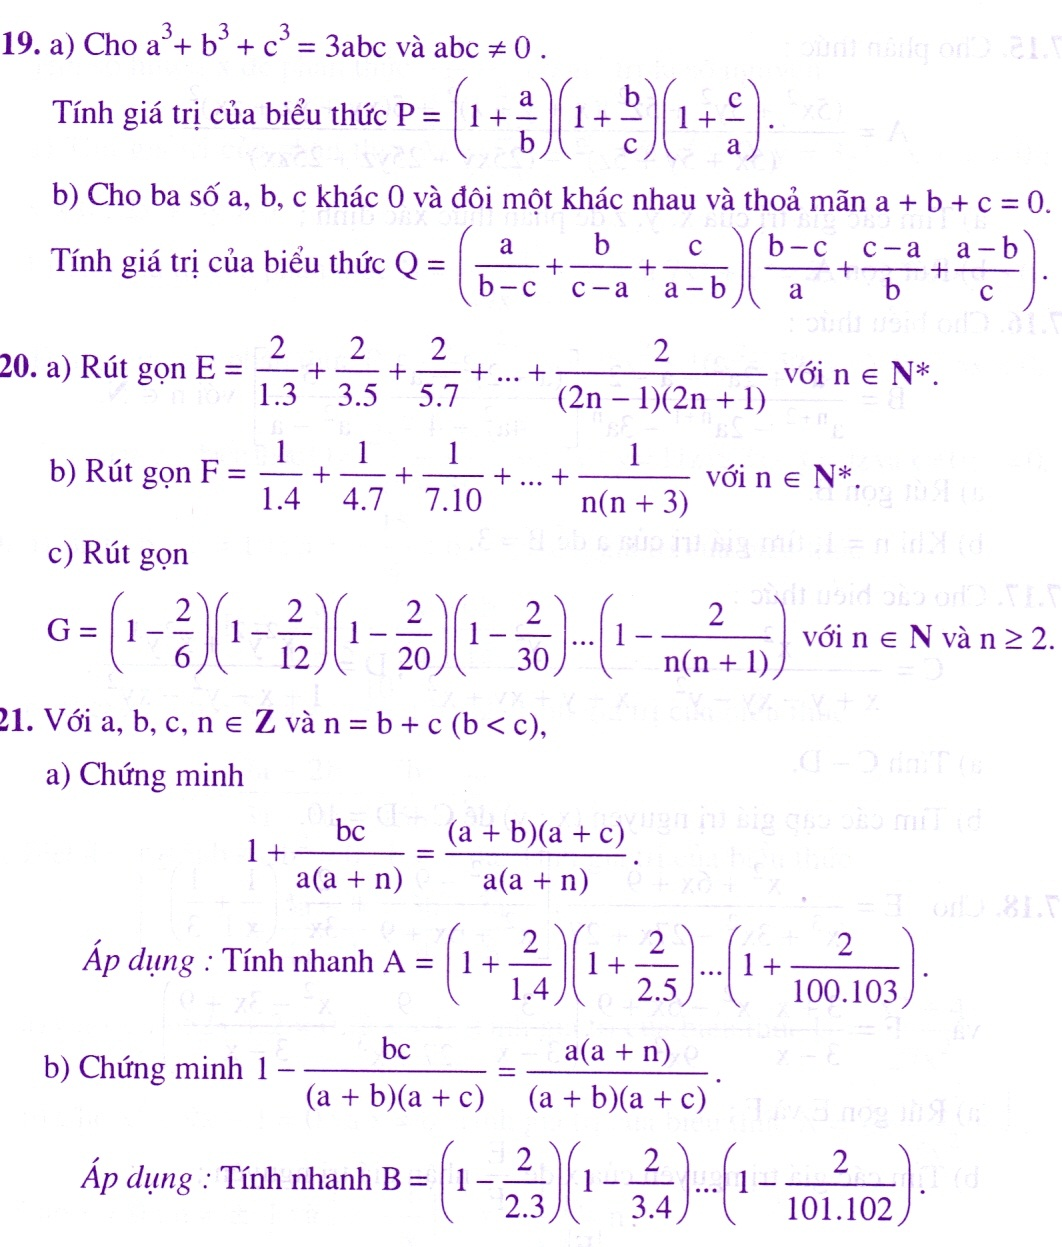 19. a) Cho a³ + b³ + c³ = 3abc và abc ≠ 0 .
Tính giá trị của biểu thức P = (1 + a/b)(1 + b/c)(1 + c/a).
b) Cho ba số a, b, c khác 0 và đôi một khác nhau và thoả mãn a + b + c = 0.
Tính giá trị của biểu thức Q = (a/(b – c) + b/(c – a) + c/(a – b))((b – c)/a + (c – a)/b + (a – b)/c).
20. a) Rút gọn E = 2/1.3 + 2/3.5 + 2/5.7 + ... + 2/((2n – 1)(2n + 1)) với n ∈ N*.
b) Rút gọn F = 1/1.4 + 1/4.7 + 1/7.10 + ... + 1/(n(n + 3)) với n ∈ N*.
c) Rút gọn
G = (1 – 2/6)(1 – 2/12)(1 – 2/20)(1 – 2/30)...(1 – 2/(n(n + 1))) với n ∈ N và n ≥ 2.
21. Với a, b, c, n ∈ Z và n = b + c (b < c),
a) Chứng minh
1 + bc/(a(a + n)) = ((a + b)(a + c))/(a(a + n)).
Áp dụng : Tính nhanh A = (1 + 2/1.4)(1 + 2/2.5)...(1 + 2/100.103).
b) Chứng minh 1 – bc/((a + b)(a + c)) = a(a + n)/((a + b)(a + c)).
Áp dụng : Tính nhanh B = (1 – 2/2.3)(1 – 2/3.4)...(1 – 2/101.102).